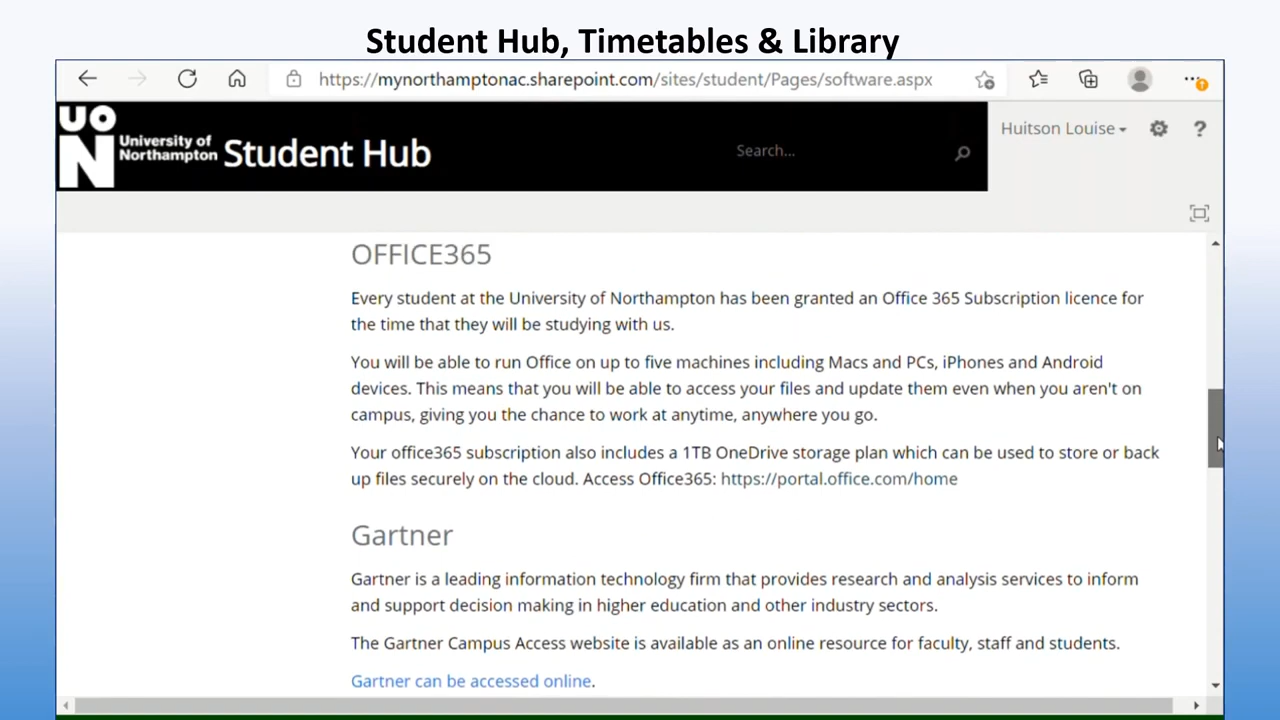 Student Hub, Timetables & Library
https://mynorthamptonac.sharepoint.com/sites/student/Pages/software.aspx
UON
University of
Northampton
Student Hub
Search...
Huitson Louise
?
OFFICE365
Every student at the University of Northampton has been granted an Office 365 Subscription licence for
the time that they will be studying with us.
You will be able to run Office on up to five machines including Macs and PCs, iPhones and Android
devices. This means that you will be able to access your files and update them even when you aren't on
campus, giving you the chance to work at anytime, anywhere you go.
Your office365 subscription also includes a 1TB OneDrive storage plan which can be used to store or back
up files securely on the cloud. Access Office365: https://portal.office.com/home
Gartner
Gartner is a leading information technology firm that provides research and analysis services to inform
and support decision making in higher education and other industry sectors.
The Gartner Campus Access website is available as an online resource for faculty, staff and students.
Gartner can be accessed online.